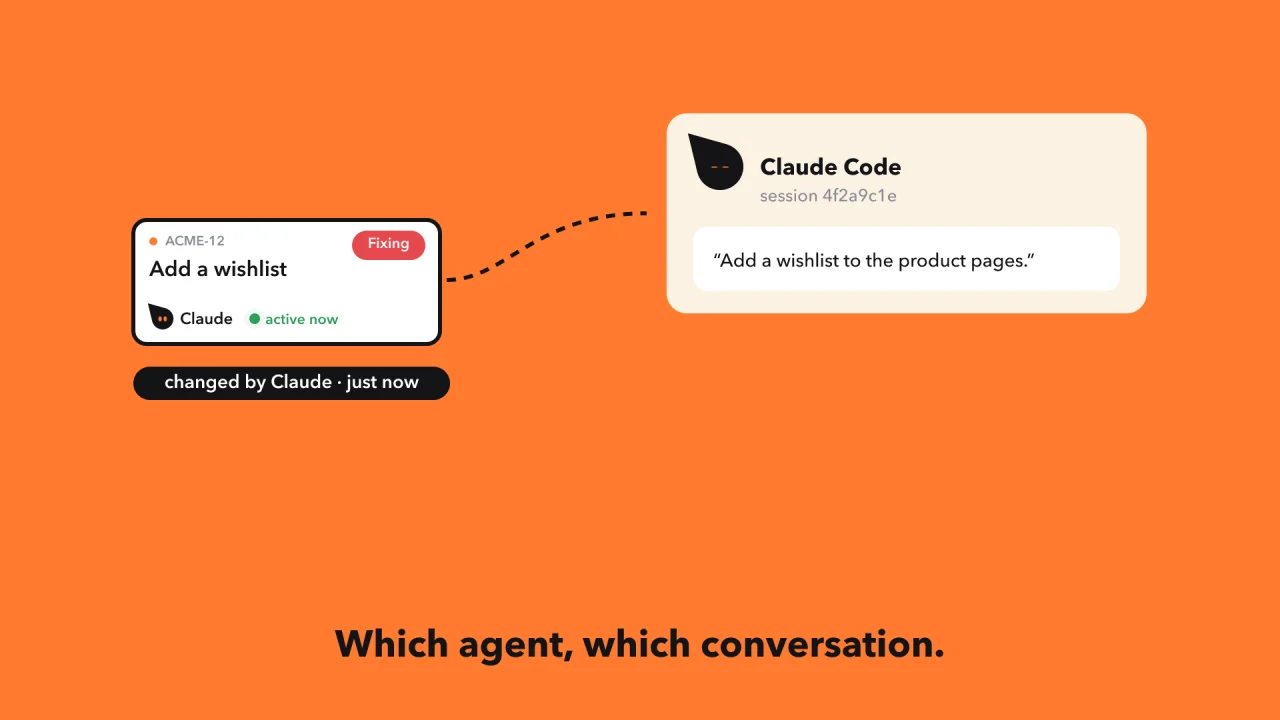 ACME-12
Fixing
Add a wishlist
Claude
active now
changed by Claude · just now
Claude Code
session 4f2a9c1e
“Add a wishlist to the product pages.”
Which agent, which conversation.